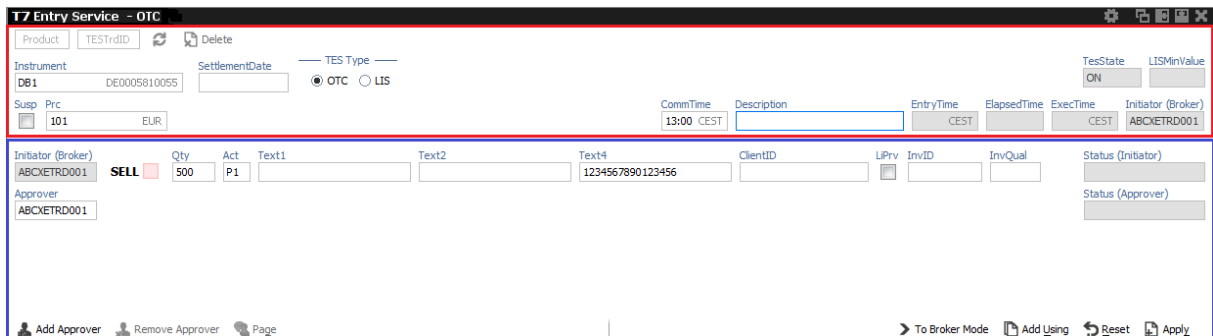 T7 Entry Service - OTC
Product TESTrdID Delete
Instrument SettlementDate TES Type TesState LISMinValue
DB1 DE0005810055 OTC LIS ON
Susp Prc CommTime Description EntryTime ElapsedTime ExecTime Initiator (Broker)
101 EUR 13:00 CEST CEST CEST ABCXETRD001
Initiator (Broker) Qty Act Text1 Text2 Text4 ClientID LiPrv InvID InvQual Status (Initiator)
ABCXETRD001 SELL 500 P1 1234567890123456
Approver Status (Approver)
ABCXETRD001
Add Approver Remove Approver Page To Broker Mode Add Using Reset Apply